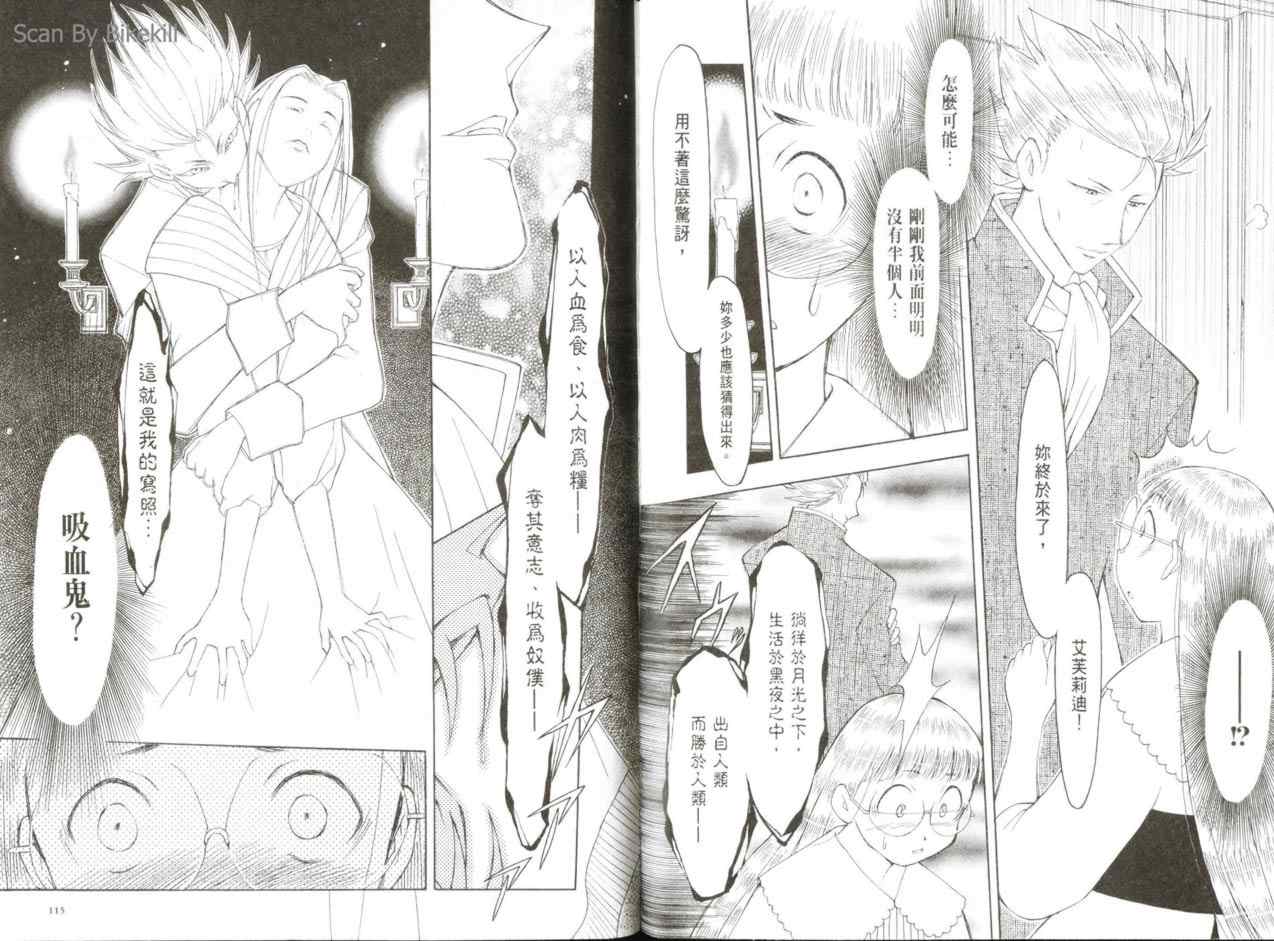 Scan By Bikekill
——!?
妳終於來了，
艾芙莉迪！
怎麼可能…
剛剛我前面明明
沒有半個人…
用不著這麼驚訝，
妳多少也應該猜得出來。
徜徉於月光之下，
生活於黑夜之中，
出自人類
而勝於人類——
以人血為食、以人肉為糧——
奪其意志、收為奴僕——
這就是我的寫照…
吸血鬼？
115